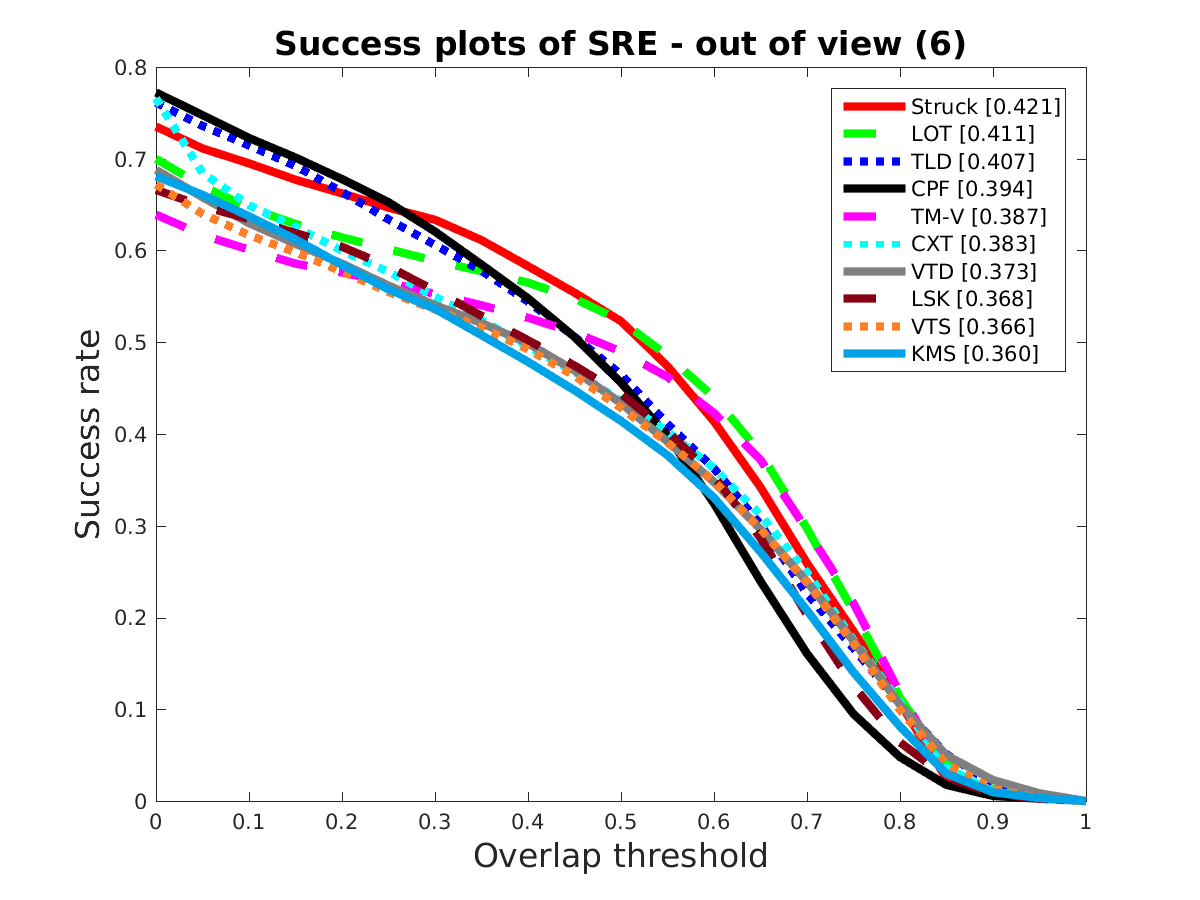 Success plots of SRE - out of view (6)
Success rate
0.8
0.7
0.6
0.5
0.4
0.3
0.2
0.1
0
Struck [0.421]
LOT [0.411]
TLD [0.407]
CPF [0.394]
TM-V [0.387]
CXT [0.383]
VTD [0.373]
LSK [0.368]
VTS [0.366]
KMS [0.360]
0 0.1 0.2 0.3 0.4 0.5 0.6 0.7 0.8 0.9 1
Overlap threshold